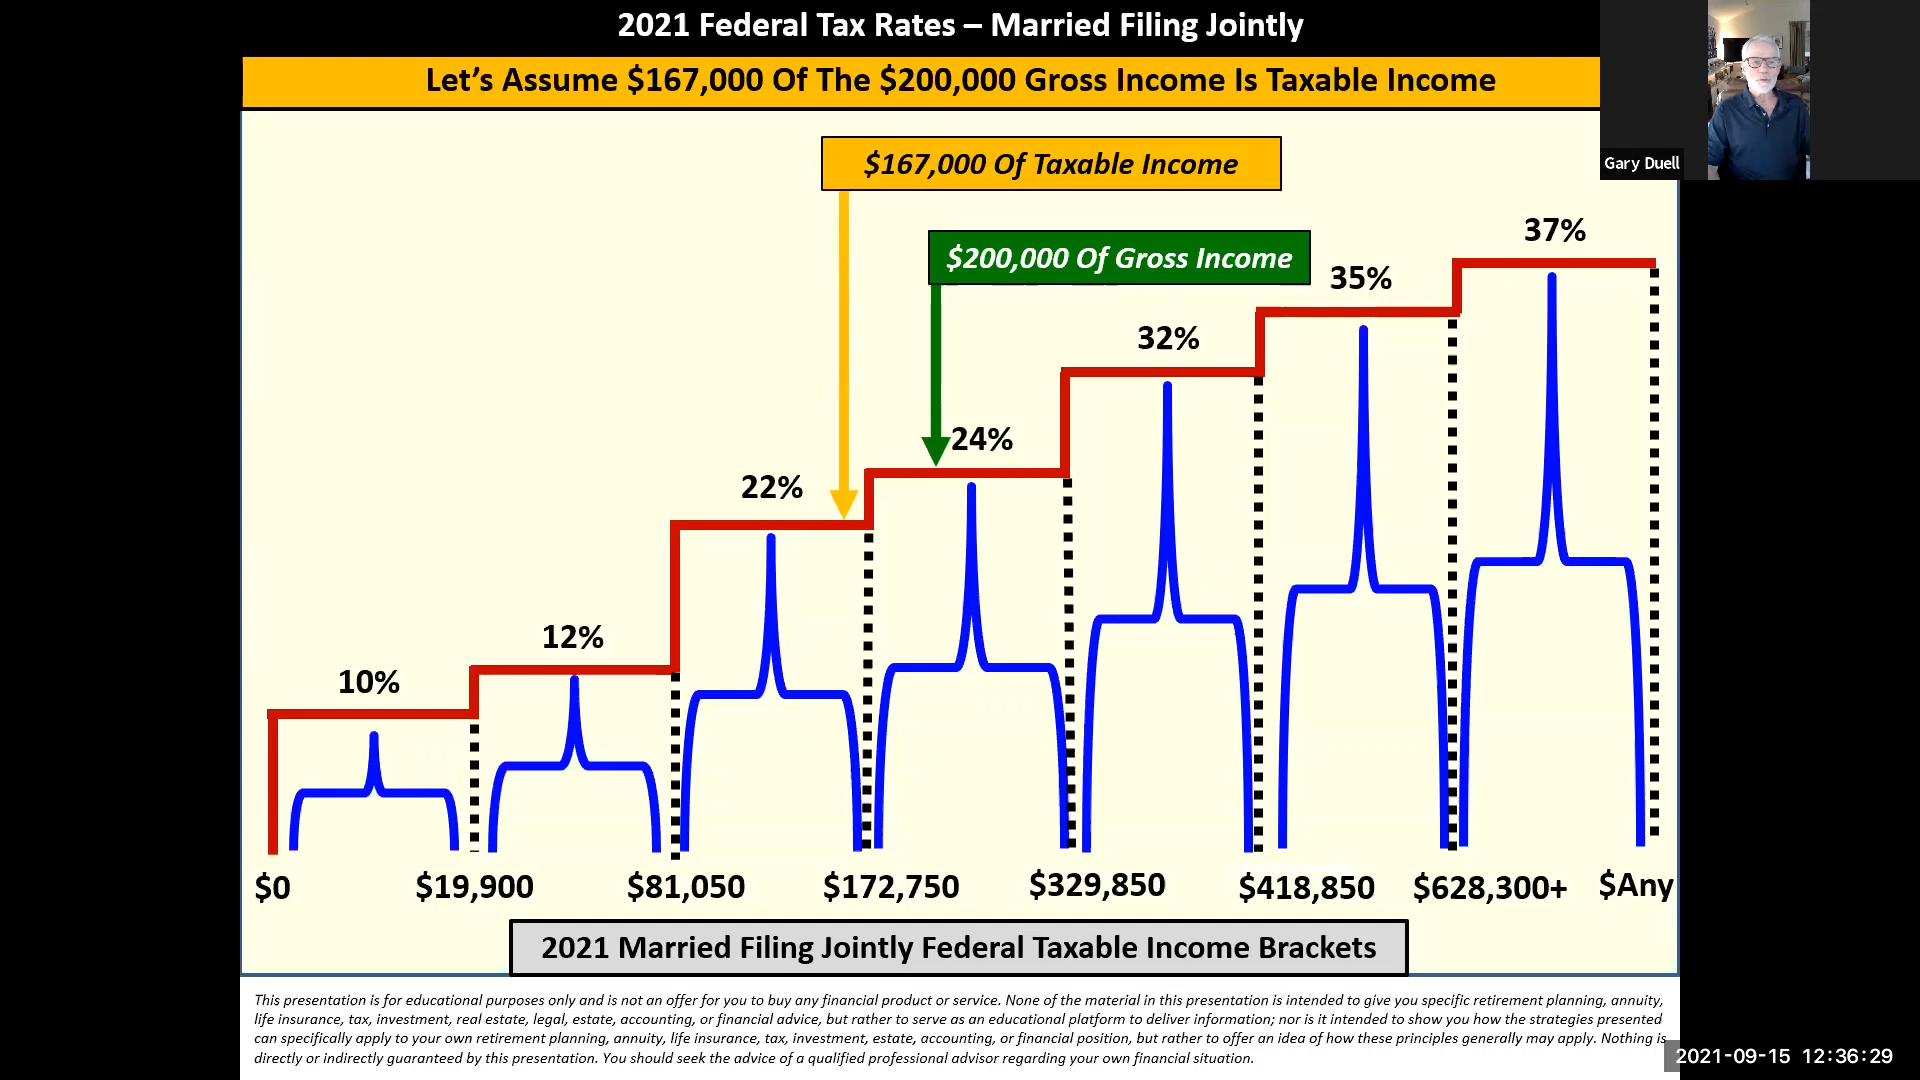 2021 Federal Tax Rates – Married Filing Jointly
Let's Assume $167,000 Of The $200,000 Gross Income Is Taxable Income
Gary Duell
$167,000 Of Taxable Income
$200,000 Of Gross Income
37%
35%
32%
24%
22%
12%
10%
$0 $19,900 $81,050 $172,750 $329,850 $418,850 $628,300+ $Any
2021 Married Filing Jointly Federal Taxable Income Brackets
This presentation is for educational purposes only and is not an offer for you to buy any financial product or service. None of the material in this presentation is intended to give you specific retirement planning, annuity,
life insurance, tax, investment, real estate, legal, estate, accounting, or financial advice, but rather to serve as an educational platform to deliver information; nor is it intended to show you how the strategies presented
can specifically apply to your own retirement planning, annuity, life insurance, tax, investment, estate, accounting, or financial position, but rather to offer an idea of how these principles generally may apply. Nothing is
directly or indirectly guaranteed by this presentation. You should seek the advice of a qualified professional advisor regarding your own financial situation.
2021-09-15 12:36:29